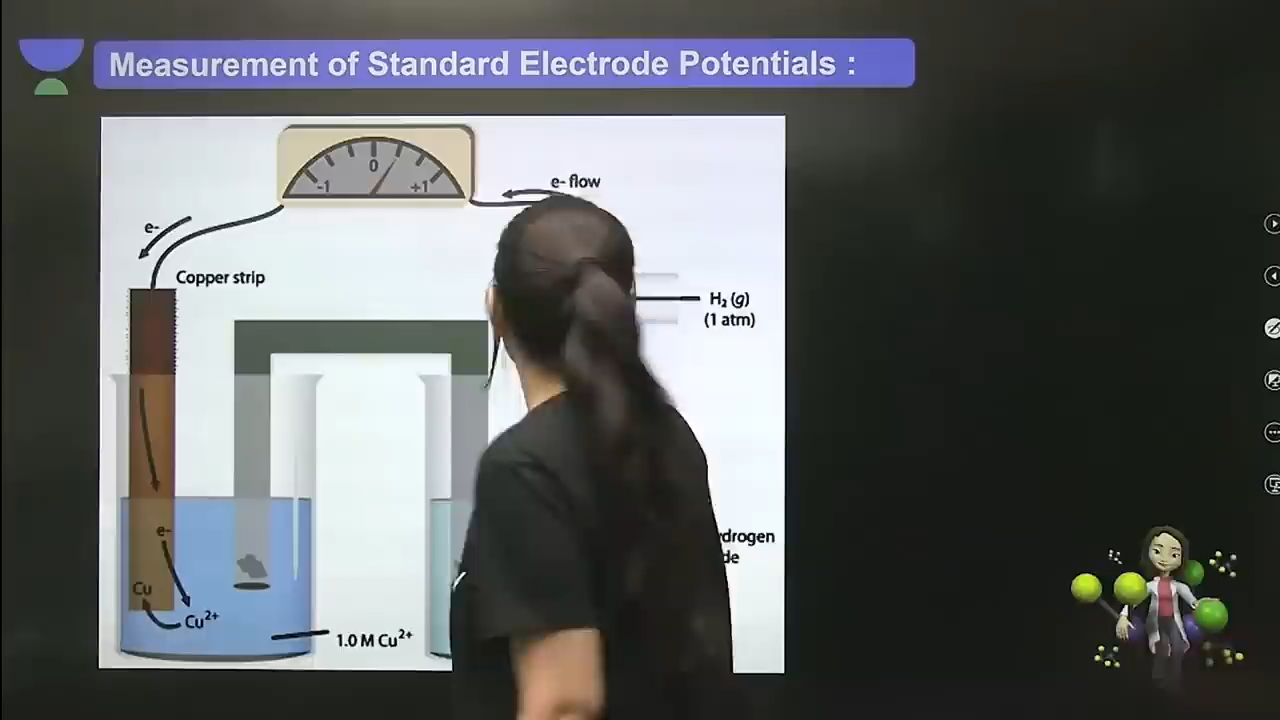 Measurement of Standard Electrode Potentials :
0
-1
+1
e- flow
e-
Copper strip
H₂ (g)
(1 atm)
e-
Cu
Cu²⁺
1.0 M Cu²⁺